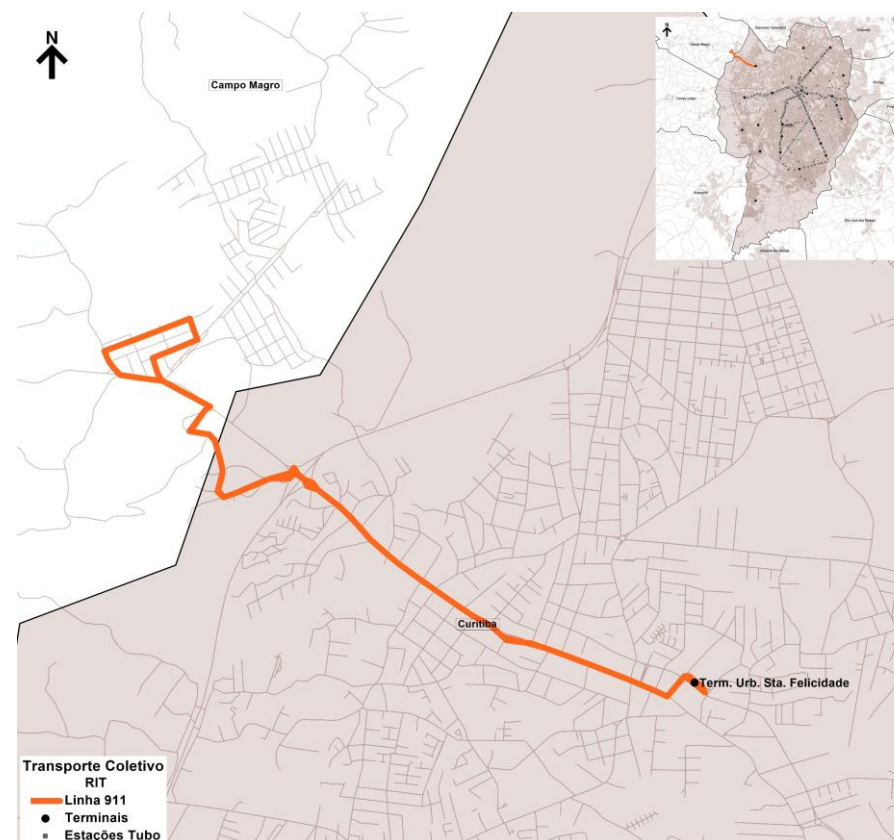 N
Campo Magro
N
Curitiba
Term. Urb. Sta. Felicidade
Transporte Coletivo
RIT
Linha 911
Terminais
Estações Tubo